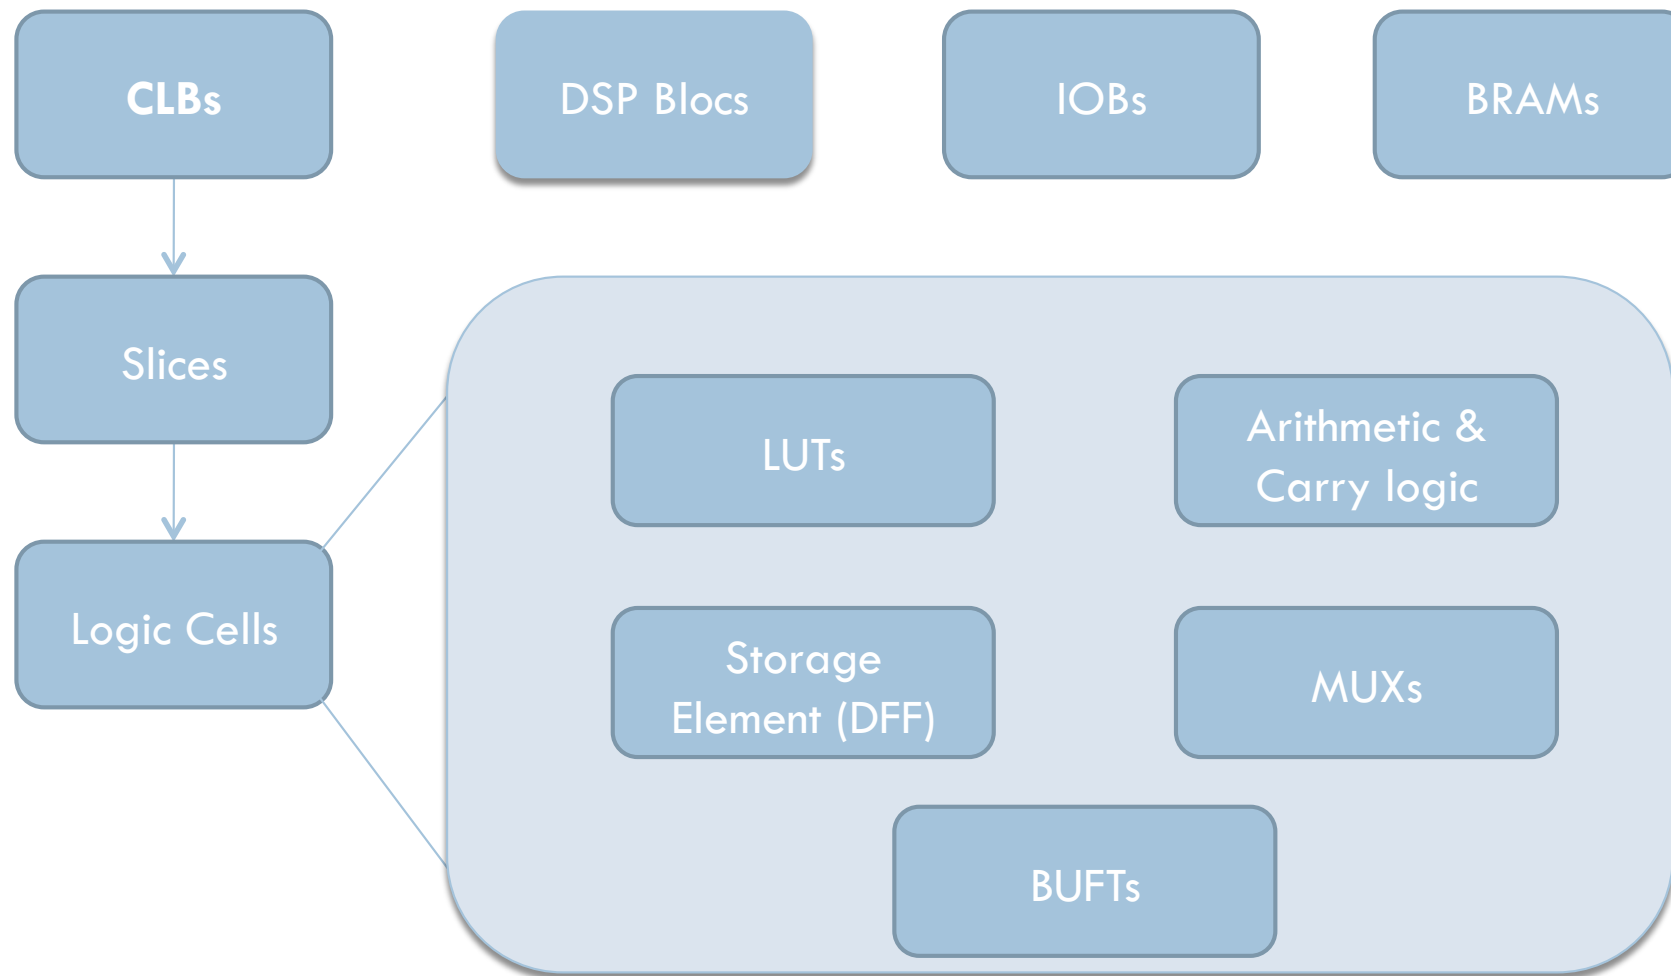 CLBs
DSP Blocs
IOBs
BRAMs
Slices
Logic Cells
LUTs
Arithmetic &
Carry logic
Storage
Element (DFF)
MUXs
BUFTs